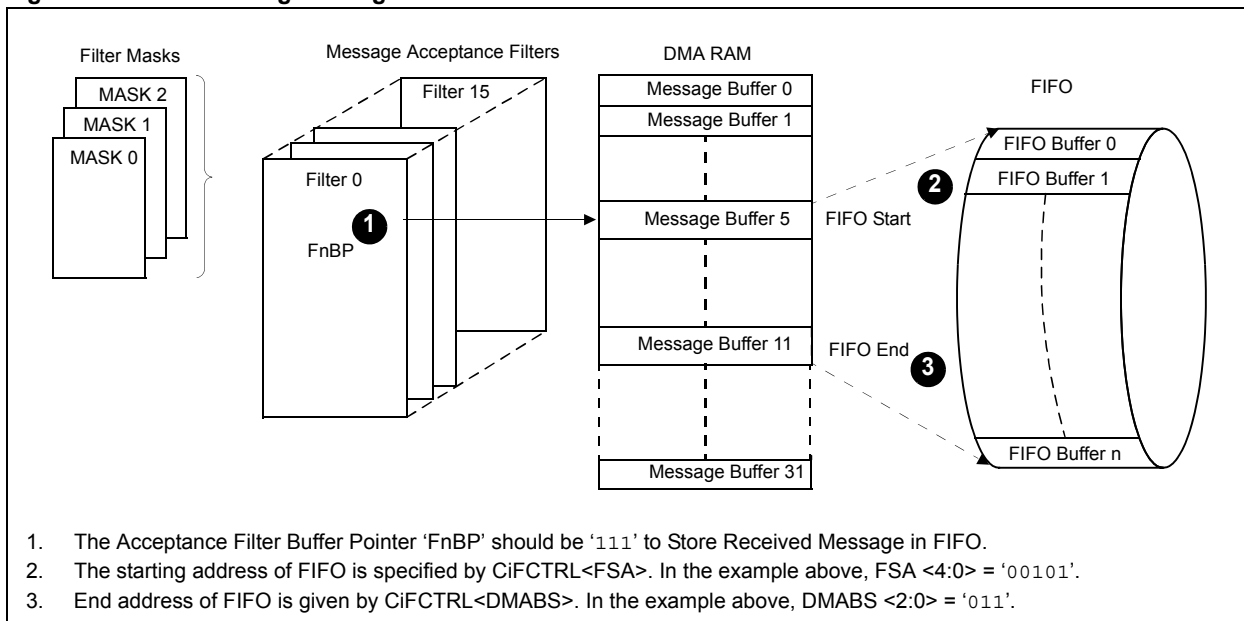 Filter Masks
MASK 2
MASK 1
MASK 0
Message Acceptance Filters
Filter 15
Filter 0
1
FnBP
DMA RAM
Message Buffer 0
Message Buffer 1
Message Buffer 5
Message Buffer 11
Message Buffer 31
FIFO Start
2
FIFO End
3
FIFO
FIFO Buffer 0
FIFO Buffer 1
FIFO Buffer n
1. The Acceptance Filter Buffer Pointer ‘FnBP’ should be ‘111’ to Store Received Message in FIFO.
2. The starting address of FIFO is specified by CiFCTRL<FSA>. In the example above, FSA <4:0> = ‘00101’.
3. End address of FIFO is given by CiFCTRL<DMABS>. In the example above, DMABS <2:0> = ‘011’.